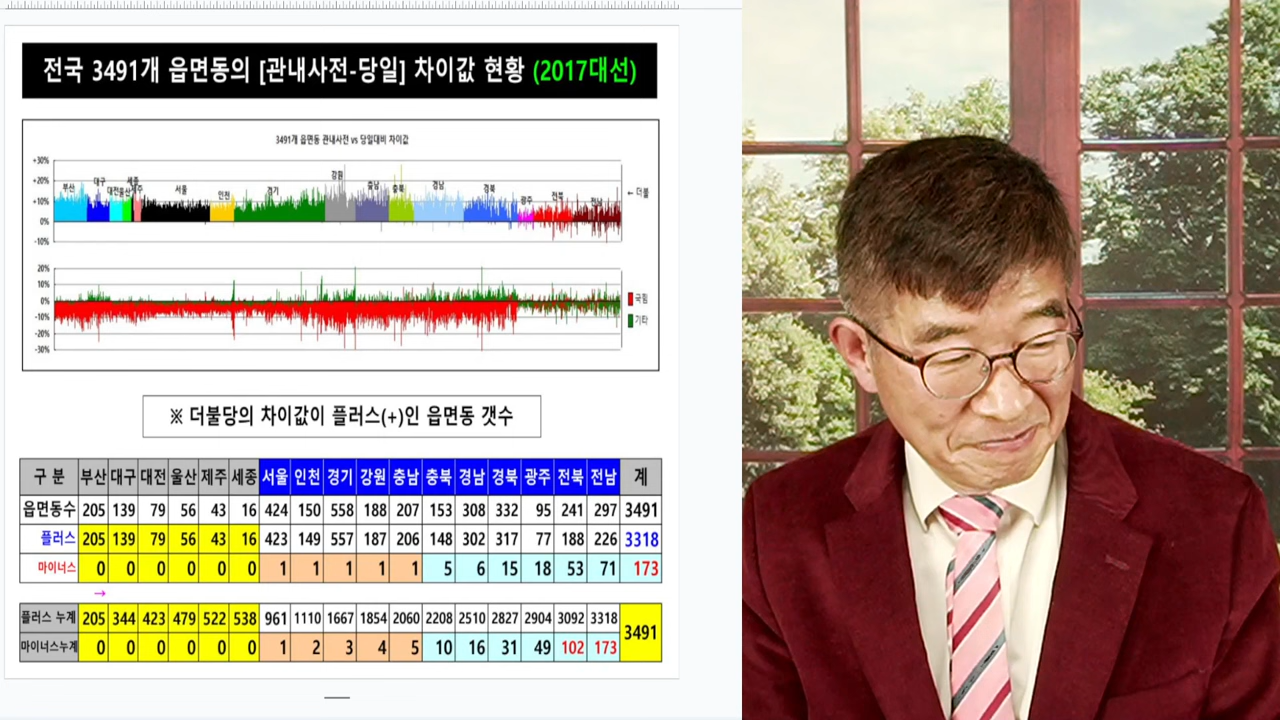 전국 3491개 읍면동의 [관내사전-당일] 차이값 현황 (2017대선)
3491개 읍면동 관내사전 vs 당일대비 차이값
+30%
+20%
+10%
0%
-10%
부산 대구 대전 울산 세종 서울 인천 경기 강원 충남 충북 경남 경북 광주 전북 전남
← 더불
20%
10%
0%
-10%
-20%
-30%
국힘
기타
※ 더불당의 차이값이 플러스(+)인 읍면동 갯수
구 분 부산 대구 대전 울산 제주 세종 서울 인천 경기 강원 충남 충북 경남 경북 광주 전북 전남 계
읍면동수 205 139 79 56 43 16 424 150 558 188 207 153 308 332 95 241 297 3491
플러스 205 139 79 56 43 16 423 149 557 187 206 148 302 317 77 188 226 3318
마이너스 0 0 0 0 0 0 1 1 1 1 1 5 6 15 18 53 71 173
→
플러스 누계 205 344 423 479 522 538 961 1110 1667 1854 2060 2208 2510 2827 2904 3092 3318 3491
마이너스누계 0 0 0 0 0 0 1 2 3 4 5 10 16 31 49 102 173